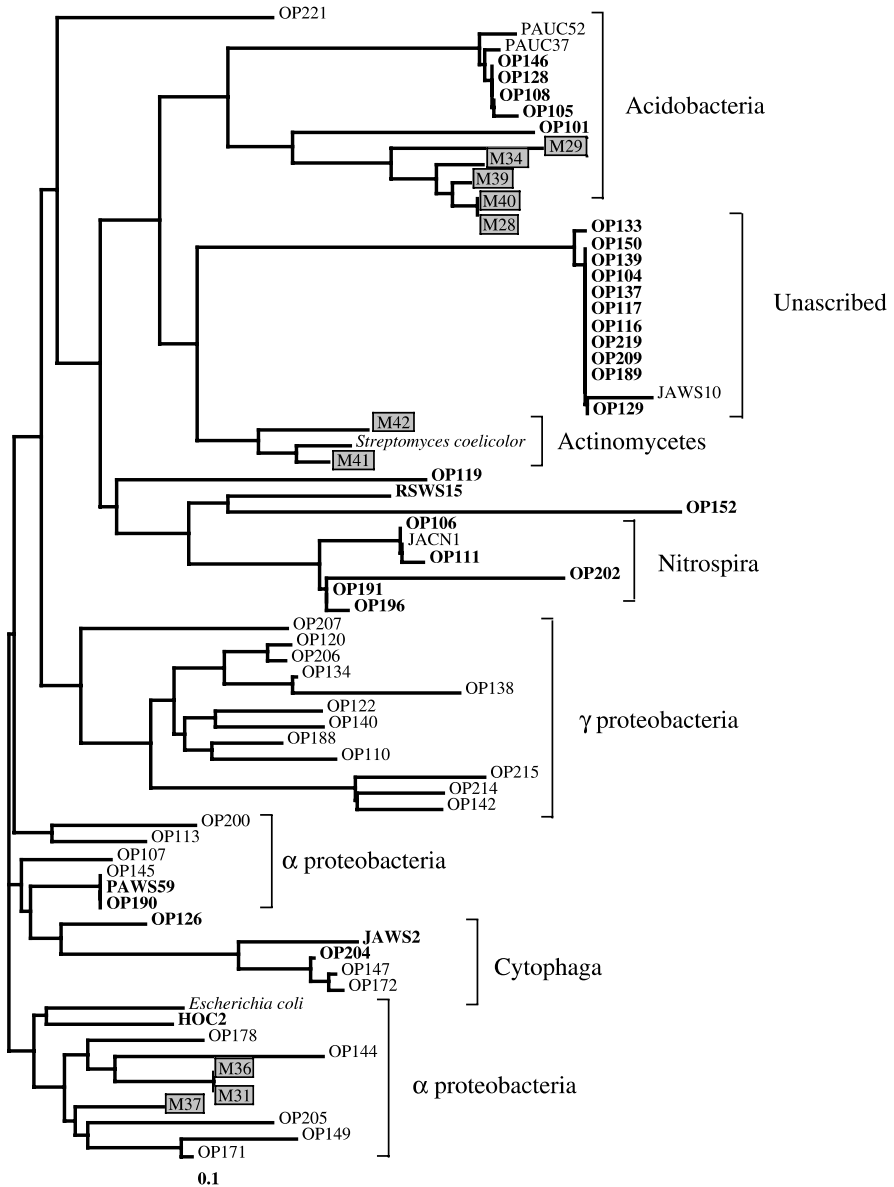 OP221
PAUC52
PAUC37
OP146
OP128
OP108
OP105
Acidobacteria
OP101
M29
M34
M39
M40
M28
OP133
OP150
OP139
OP104
OP137
OP117
Unascribed
OP116
OP219
OP209
OP189
JAWS10
OP129
M42
Streptomyces coelicolor
Actinomycetes
M41
OP119
RSWS15
OP152
OP106
JACN1
OP111
Nitrospira
OP202
OP191
OP196
OP207
OP120
OP206
OP134
OP138
OP122
γ proteobacteria
OP140
OP188
OP110
OP215
OP214
OP142
OP200
OP113
OP107
α proteobacteria
OP145
PAWS59
OP190
OP126
JAWS2
OP204
Cytophaga
OP147
OP172
Escherichia coli
HOC2
OP178
OP144
M36
α proteobacteria
M31
M37
OP205
OP149
OP171
0.1